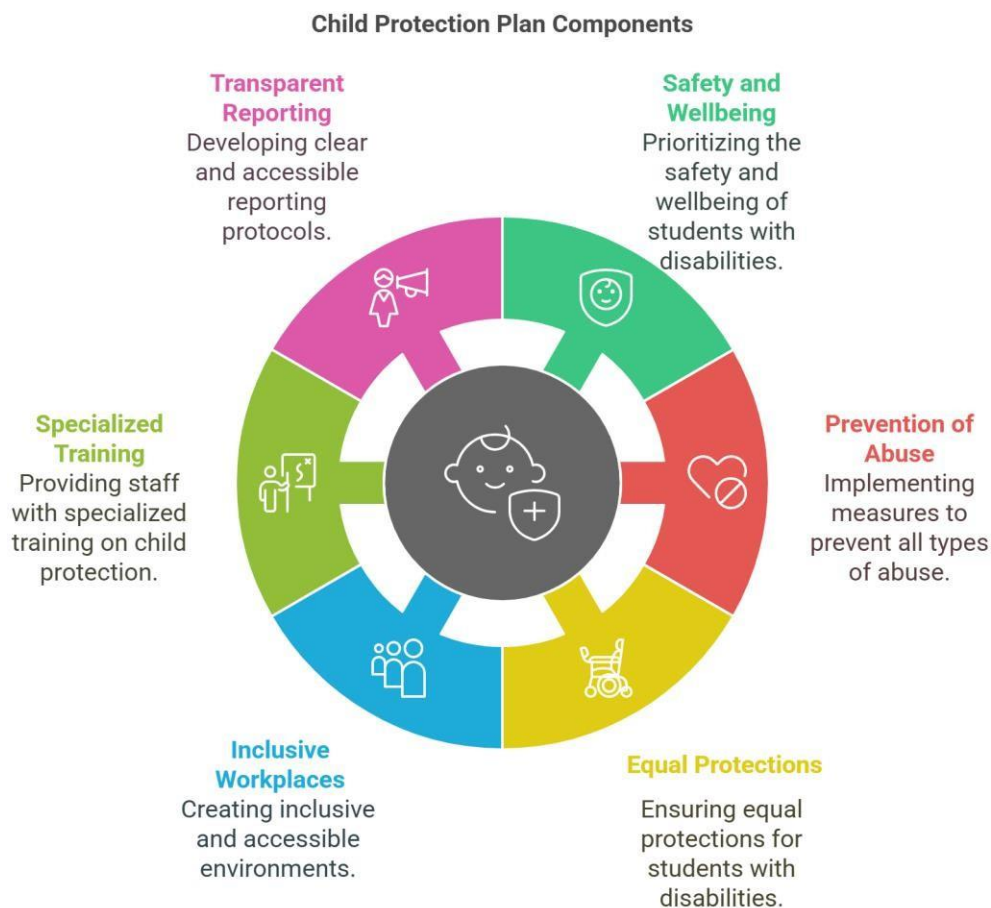 Child Protection Plan Components
Transparent
Reporting
Developing clear
and accessible
reporting
protocols.
Safety and
Wellbeing
Prioritizing the
safety and
wellbeing of
students with
disabilities.
Specialized
Training
Providing staff
with specialized
training on child
protection.
Prevention of
Abuse
Implementing
measures to
prevent all types
of abuse.
Inclusive
Workplaces
Creating inclusive
and accessible
environments.
Equal Protections
Ensuring equal
protections for
students with
disabilities.